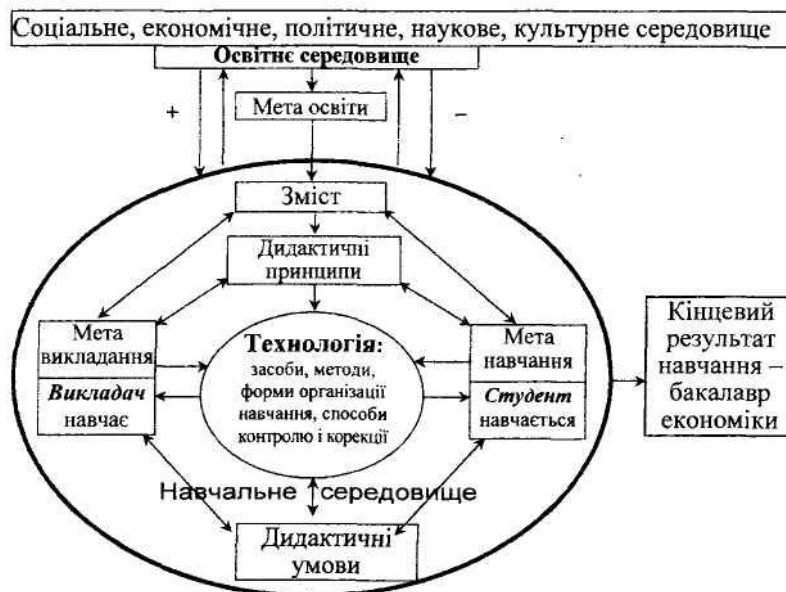 Соціальне, економічне, політичне, наукове, культурне середовище
Освітнє середовище
+
Мета освіти
–
Зміст
Дидактичні
принципи
Мета
викладання
Викладач
навчає
Технологія:
засоби, методи,
форми організації
навчання, способи
контролю і корекції
Мета
навчання
Студент
навчається
Кінцевий
результат
навчання –
бакалавр
економіки
Навчальне середовище
Дидактичні
умови